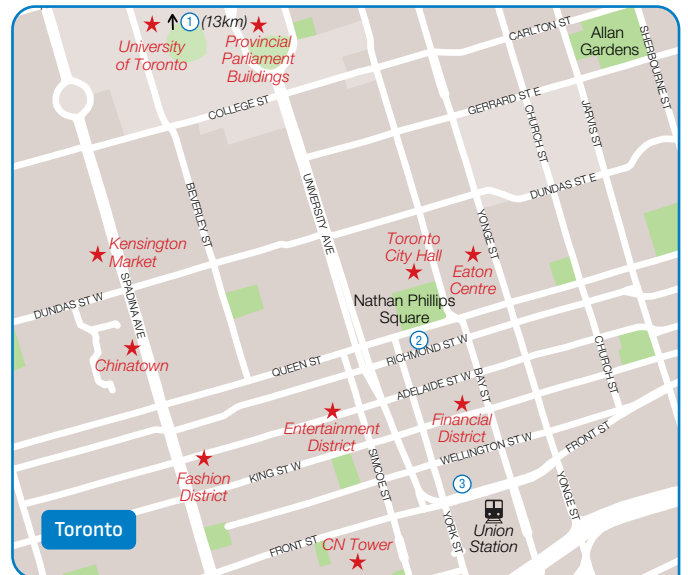 1 (13km)
University
of Toronto
Provincial
Parliament
Buildings
CARLTON ST
Allan
Gardens
SHERBOURNE ST
COLLEGE ST
GERRARD ST E
CHURCH ST
JARVIS ST
BEVERLEY ST
UNIVERSITY AVE
DUNDAS ST E
YONGE ST
Kensington
Market
Toronto
City Hall
Eaton
Centre
SPADINA AVE
DUNDAS ST W
Nathan Phillips
Square
2
Chinatown
QUEEN ST
RICHMOND ST W
CHURCH ST
ADELAIDE ST W
BAY ST
Entertainment
District
Financial
District
WELLINGTON ST W
FRONT ST
Fashion
District
KING ST W
SIMCOE ST
3
YONGE ST
Toronto
YORK ST
Union
Station
FRONT ST
CN Tower